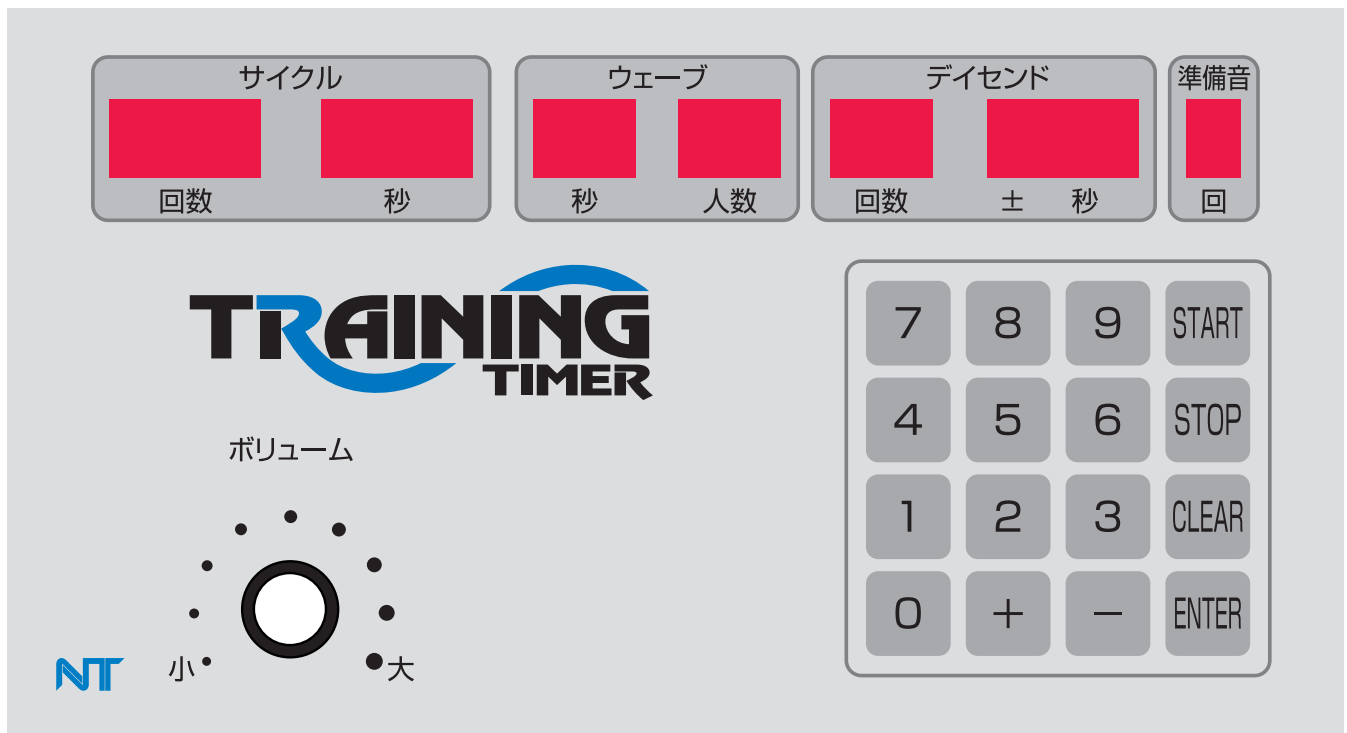 サイクル ウェーブ デイセンド 準備音
回数 秒 秒 人数 回数 ± 秒 回
TRAINING
TIMER
7 8 9 START
4 5 6 STOP
ボリューム
1 2 3 CLEAR
0 + − ENTER
小 大
NT